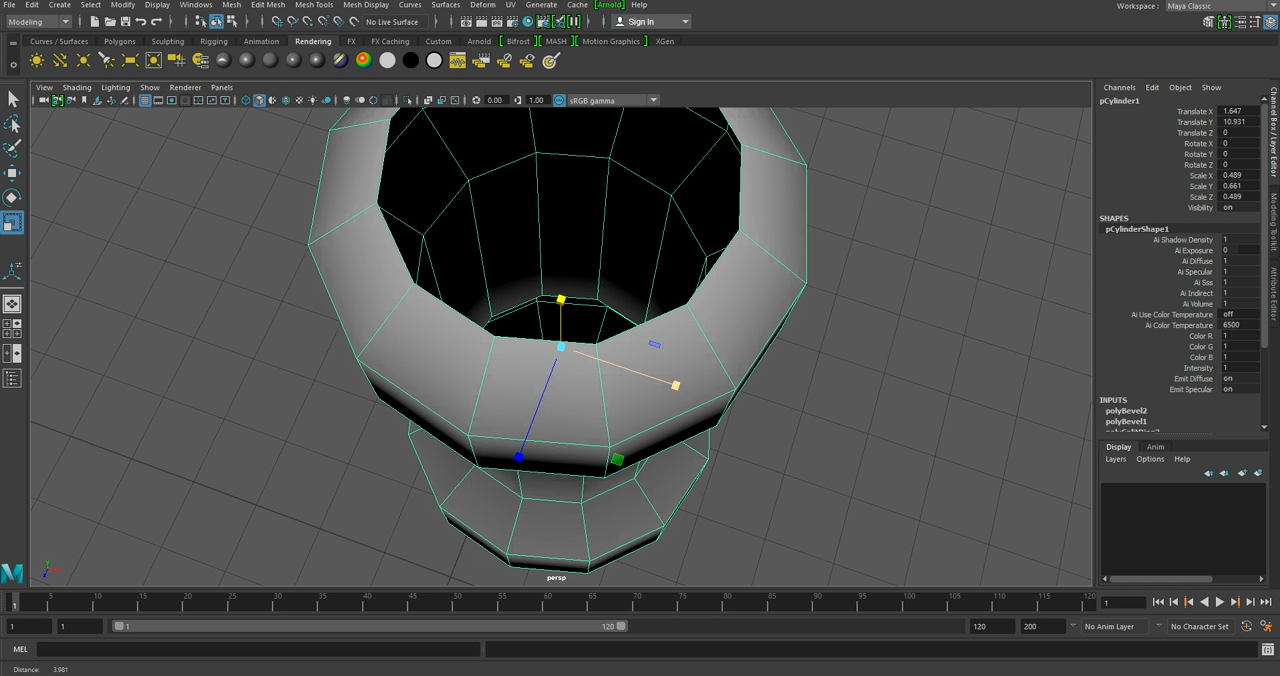 File Edit Create Select Modify Display Windows Mesh Edit Mesh Mesh Tools Mesh Display Curves Surfaces Deform UV Generate Cache [Arnold] Help Workspace : Maya Classic
Modeling No Live Surface Sign In
Curves / Surfaces Polygons Sculpting Rigging Animation Rendering FX FX Caching Custom Arnold [ Bifrost ] [ MASH ] [ Motion Graphics ] XGen
View Shading Lighting Show Renderer Panels
0.00 1.00 sRGB gamma
persp
Channels Edit Object Show
pCylinder1
Translate X 1.647
Translate Y 10.931
Translate Z 0
Rotate X 0
Rotate Y 0
Rotate Z 0
Scale X 0.489
Scale Y 0.661
Scale Z 0.489
Visibility on
SHAPES
pCylinderShape1
Ai Shadow Density 1
Ai Exposure 0
Ai Diffuse 1
Ai Specular 1
Ai Sss 1
Ai Indirect 1
Ai Volume 1
Ai Use Color Temperature off
Ai Color Temperature 6500
Color R 1
Color G 1
Color B 1
Intensity 1
Emit Diffuse on
Emit Specular on
INPUTS
polyBevel2
polyBevel1
Display Anim
Layers Options Help
Channel Box / Layer Editor
Modeling Toolkit
Attribute Editor
1 5 10 15 20 25 30 35 40 45 50 55 60 65 70 75 80 85 90 95 100 105 110 115 120 1
1 1 1 120 120 200 No Anim Layer No Character Set
MEL
Distance: 3.981